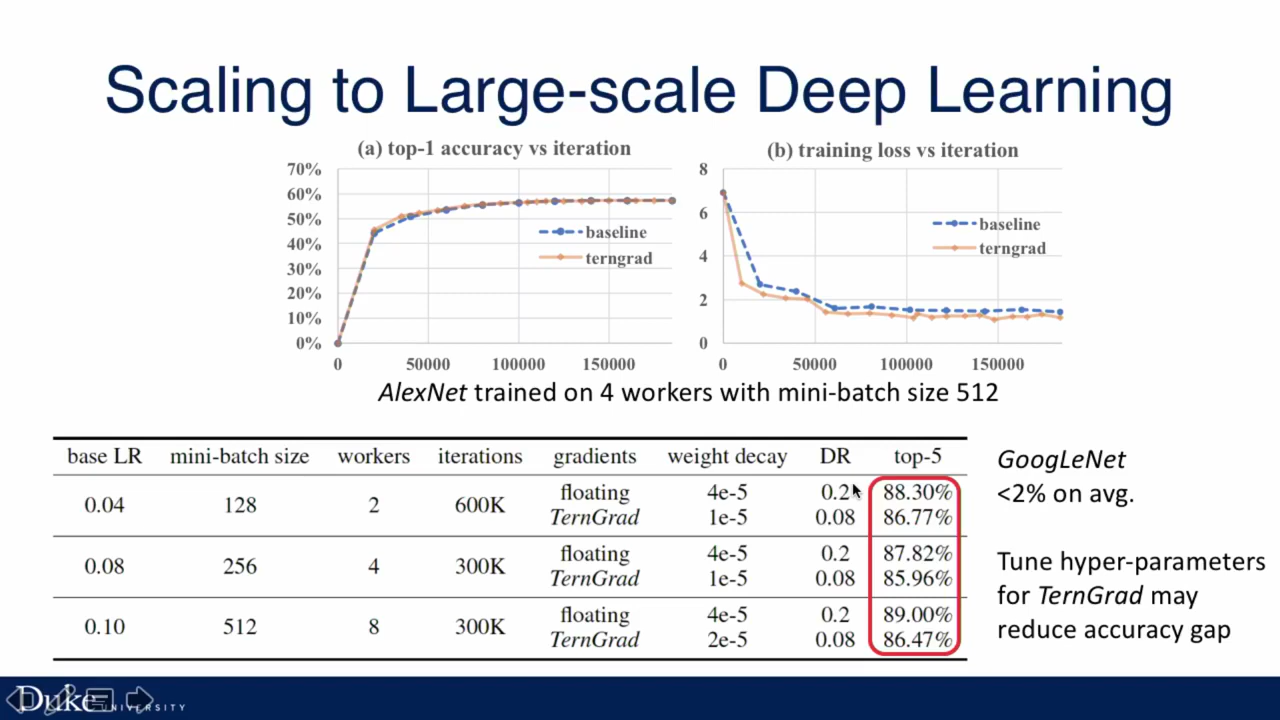 Scaling to Large-scale Deep Learning
(a) top-1 accuracy vs iteration
70%
60%
50%
40%
30%
20%
10%
0%
0 50000 100000 150000
baseline
terngrad
(b) training loss vs iteration
8
6
4
2
0
0 50000 100000 150000
baseline
terngrad
AlexNet trained on 4 workers with mini-batch size 512
base LR mini-batch size workers iterations gradients weight decay DR top-5
0.04 128 2 600K floating 4e-5 0.2 88.30%
TernGrad 1e-5 0.08 86.77%
0.08 256 4 300K floating 4e-5 0.2 87.82%
TernGrad 1e-5 0.08 85.96%
0.10 512 8 300K floating 4e-5 0.2 89.00%
TernGrad 2e-5 0.08 86.47%
GoogLeNet
<2% on avg.
Tune hyper-parameters
for TernGrad may
reduce accuracy gap
Duke
UNIVERSITY